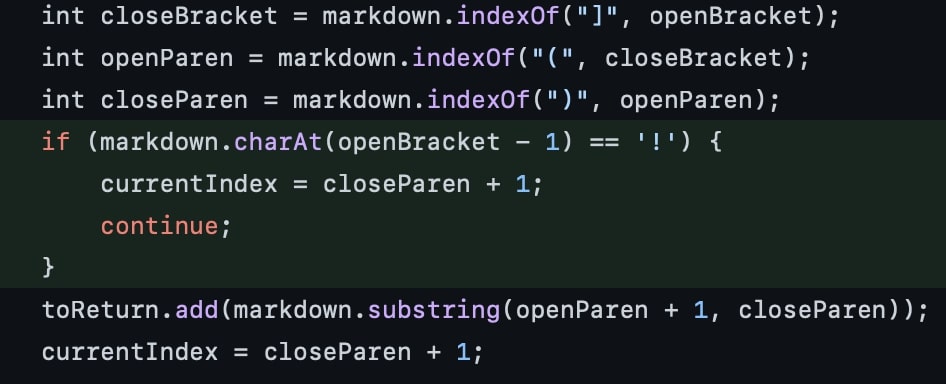 int closeBracket = markdown.indexOf("]", openBracket);
int openParen = markdown.indexOf("(", closeBracket);
int closeParen = markdown.indexOf(")", openParen);
if (markdown.charAt(openBracket - 1) == '!') {
    currentIndex = closeParen + 1;
    continue;
}
toReturn.add(markdown.substring(openParen + 1, closeParen));
currentIndex = closeParen + 1;